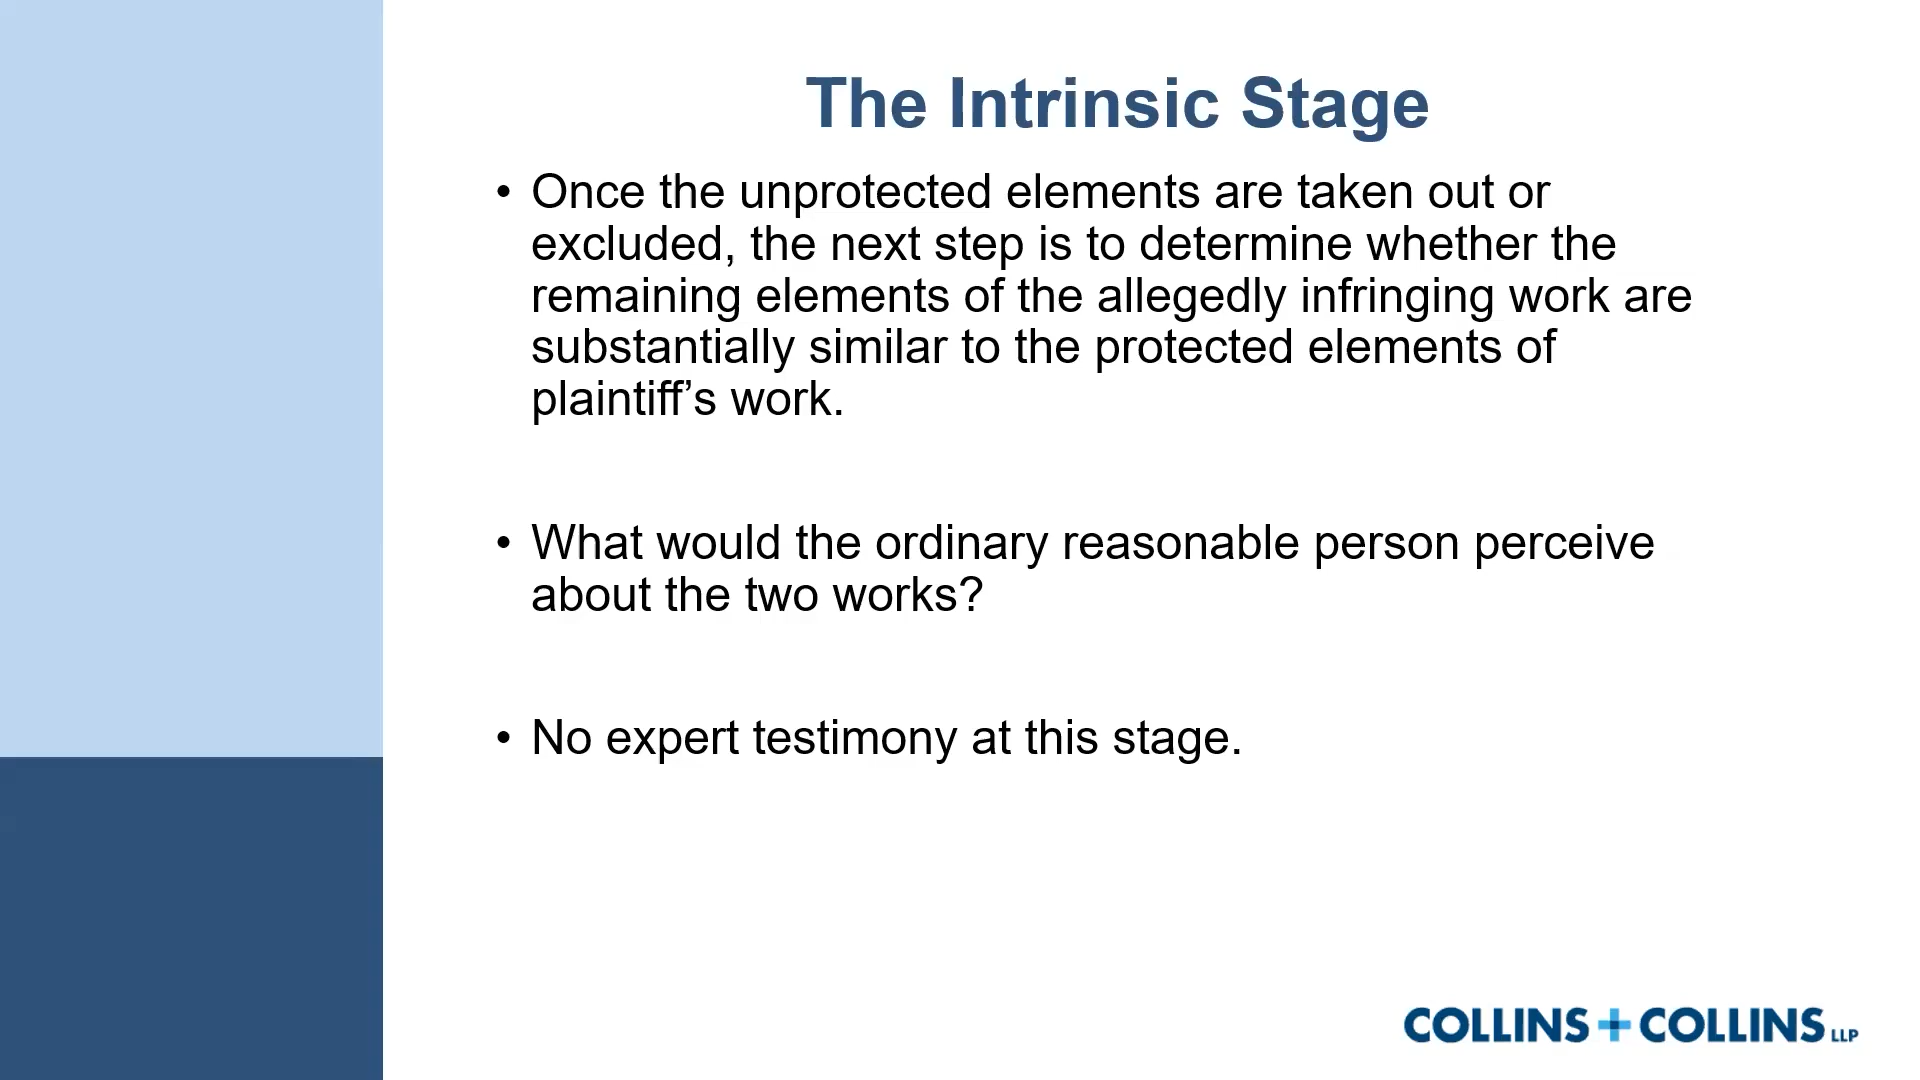 The Intrinsic Stage
• Once the unprotected elements are taken out or
excluded, the next step is to determine whether the
remaining elements of the allegedly infringing work are
substantially similar to the protected elements of
plaintiff’s work.
• What would the ordinary reasonable person perceive
about the two works?
• No expert testimony at this stage.
COLLINS + COLLINS LLP